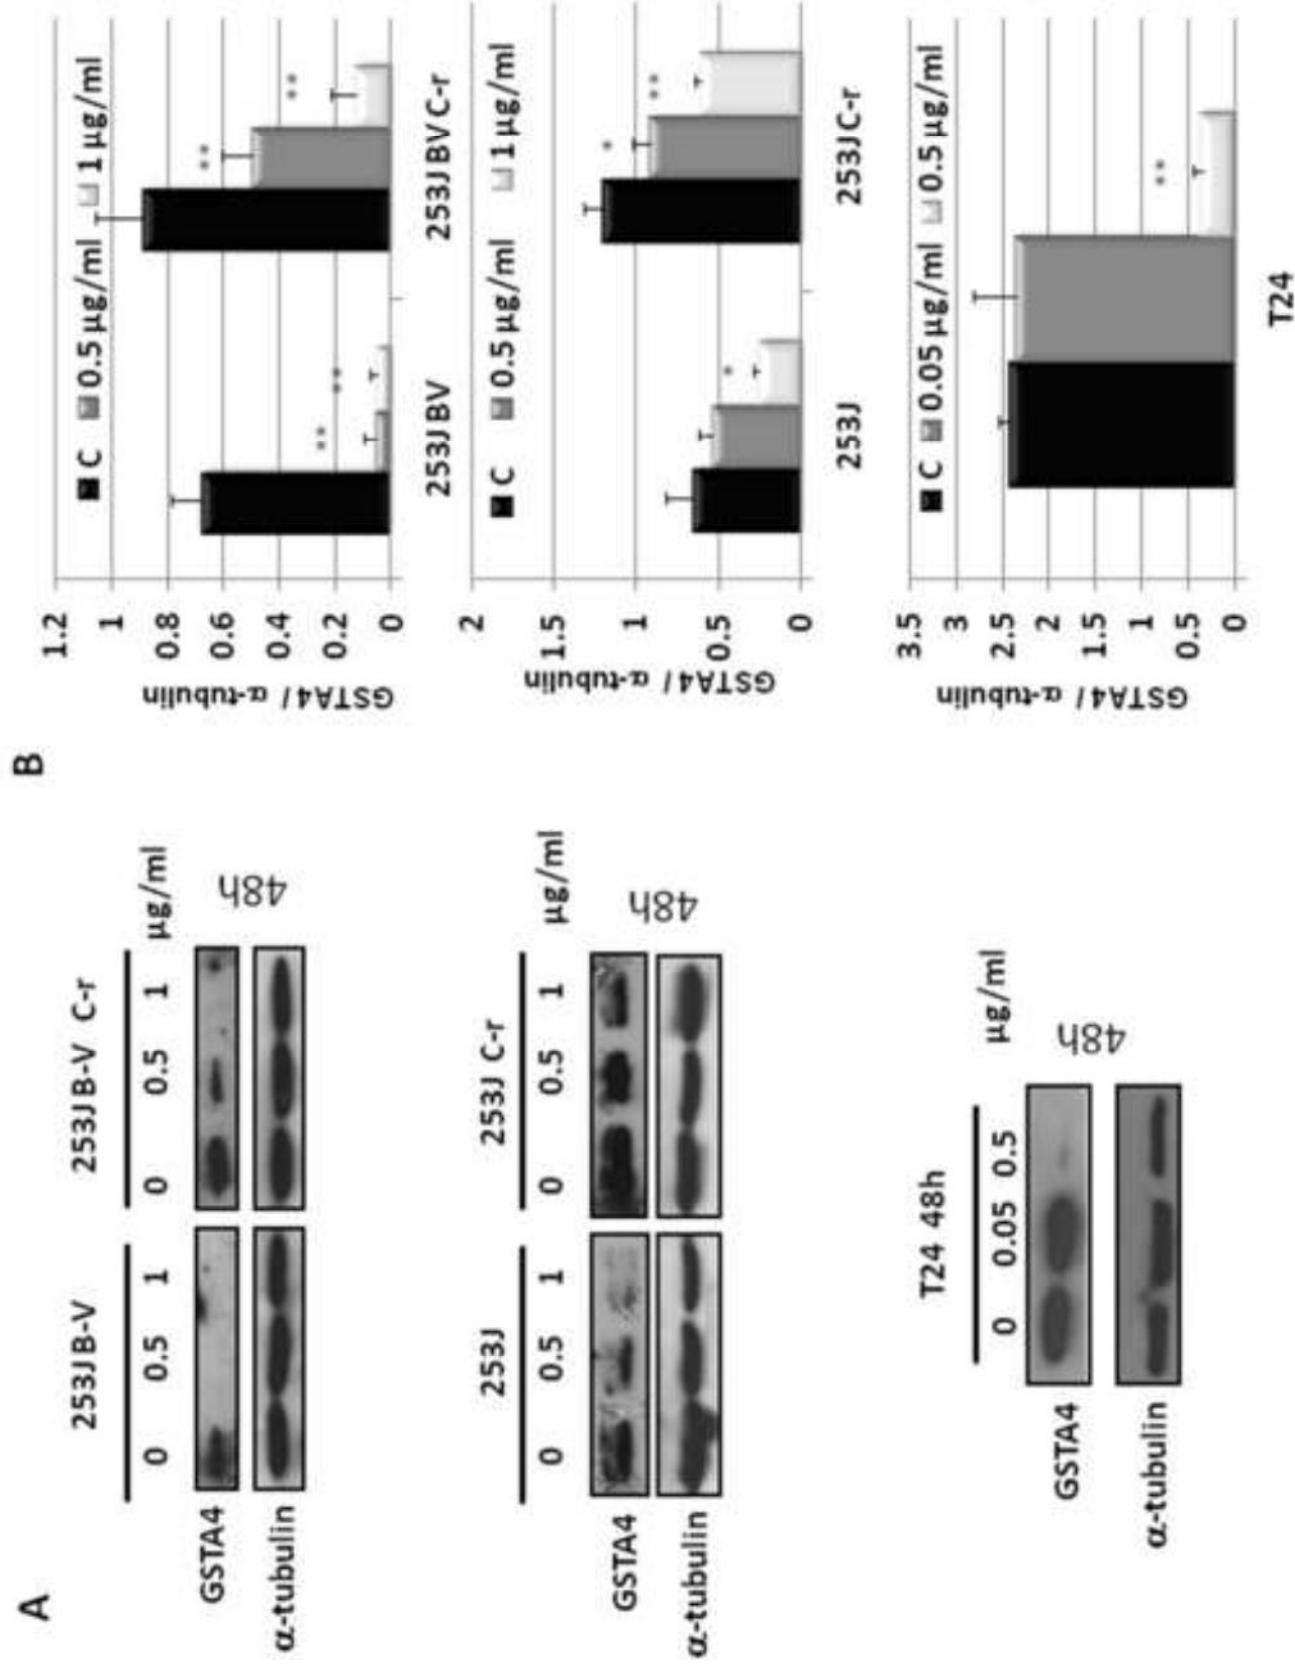 A
253J B-V 253J B-V C-r
0 0.5 1 0 0.5 1 µg/ml
GSTA4
α-tubulin
48h
253J 253J C-r
0 0.5 1 0 0.5 1 µg/ml
GSTA4
α-tubulin
48h
T24 48h
0 0.05 0.5 µg/ml
GSTA4
α-tubulin
48h
B
GSTA4 / α-tubulin
1.2
1
0.8
0.6
0.4
0.2
0
C 0.5 µg/ml 1 µg/ml
** ** ** **
253J BV 253J BV C-r
GSTA4 / α-tubulin
2
1.5
1
0.5
0
C 0.5 µg/ml 1 µg/ml
* * **
253J 253J C-r
GSTA4 / α-tubulin
3.5
3
2.5
2
1.5
1
0.5
0
C 0.05 µg/ml 0.5 µg/ml
**
T24